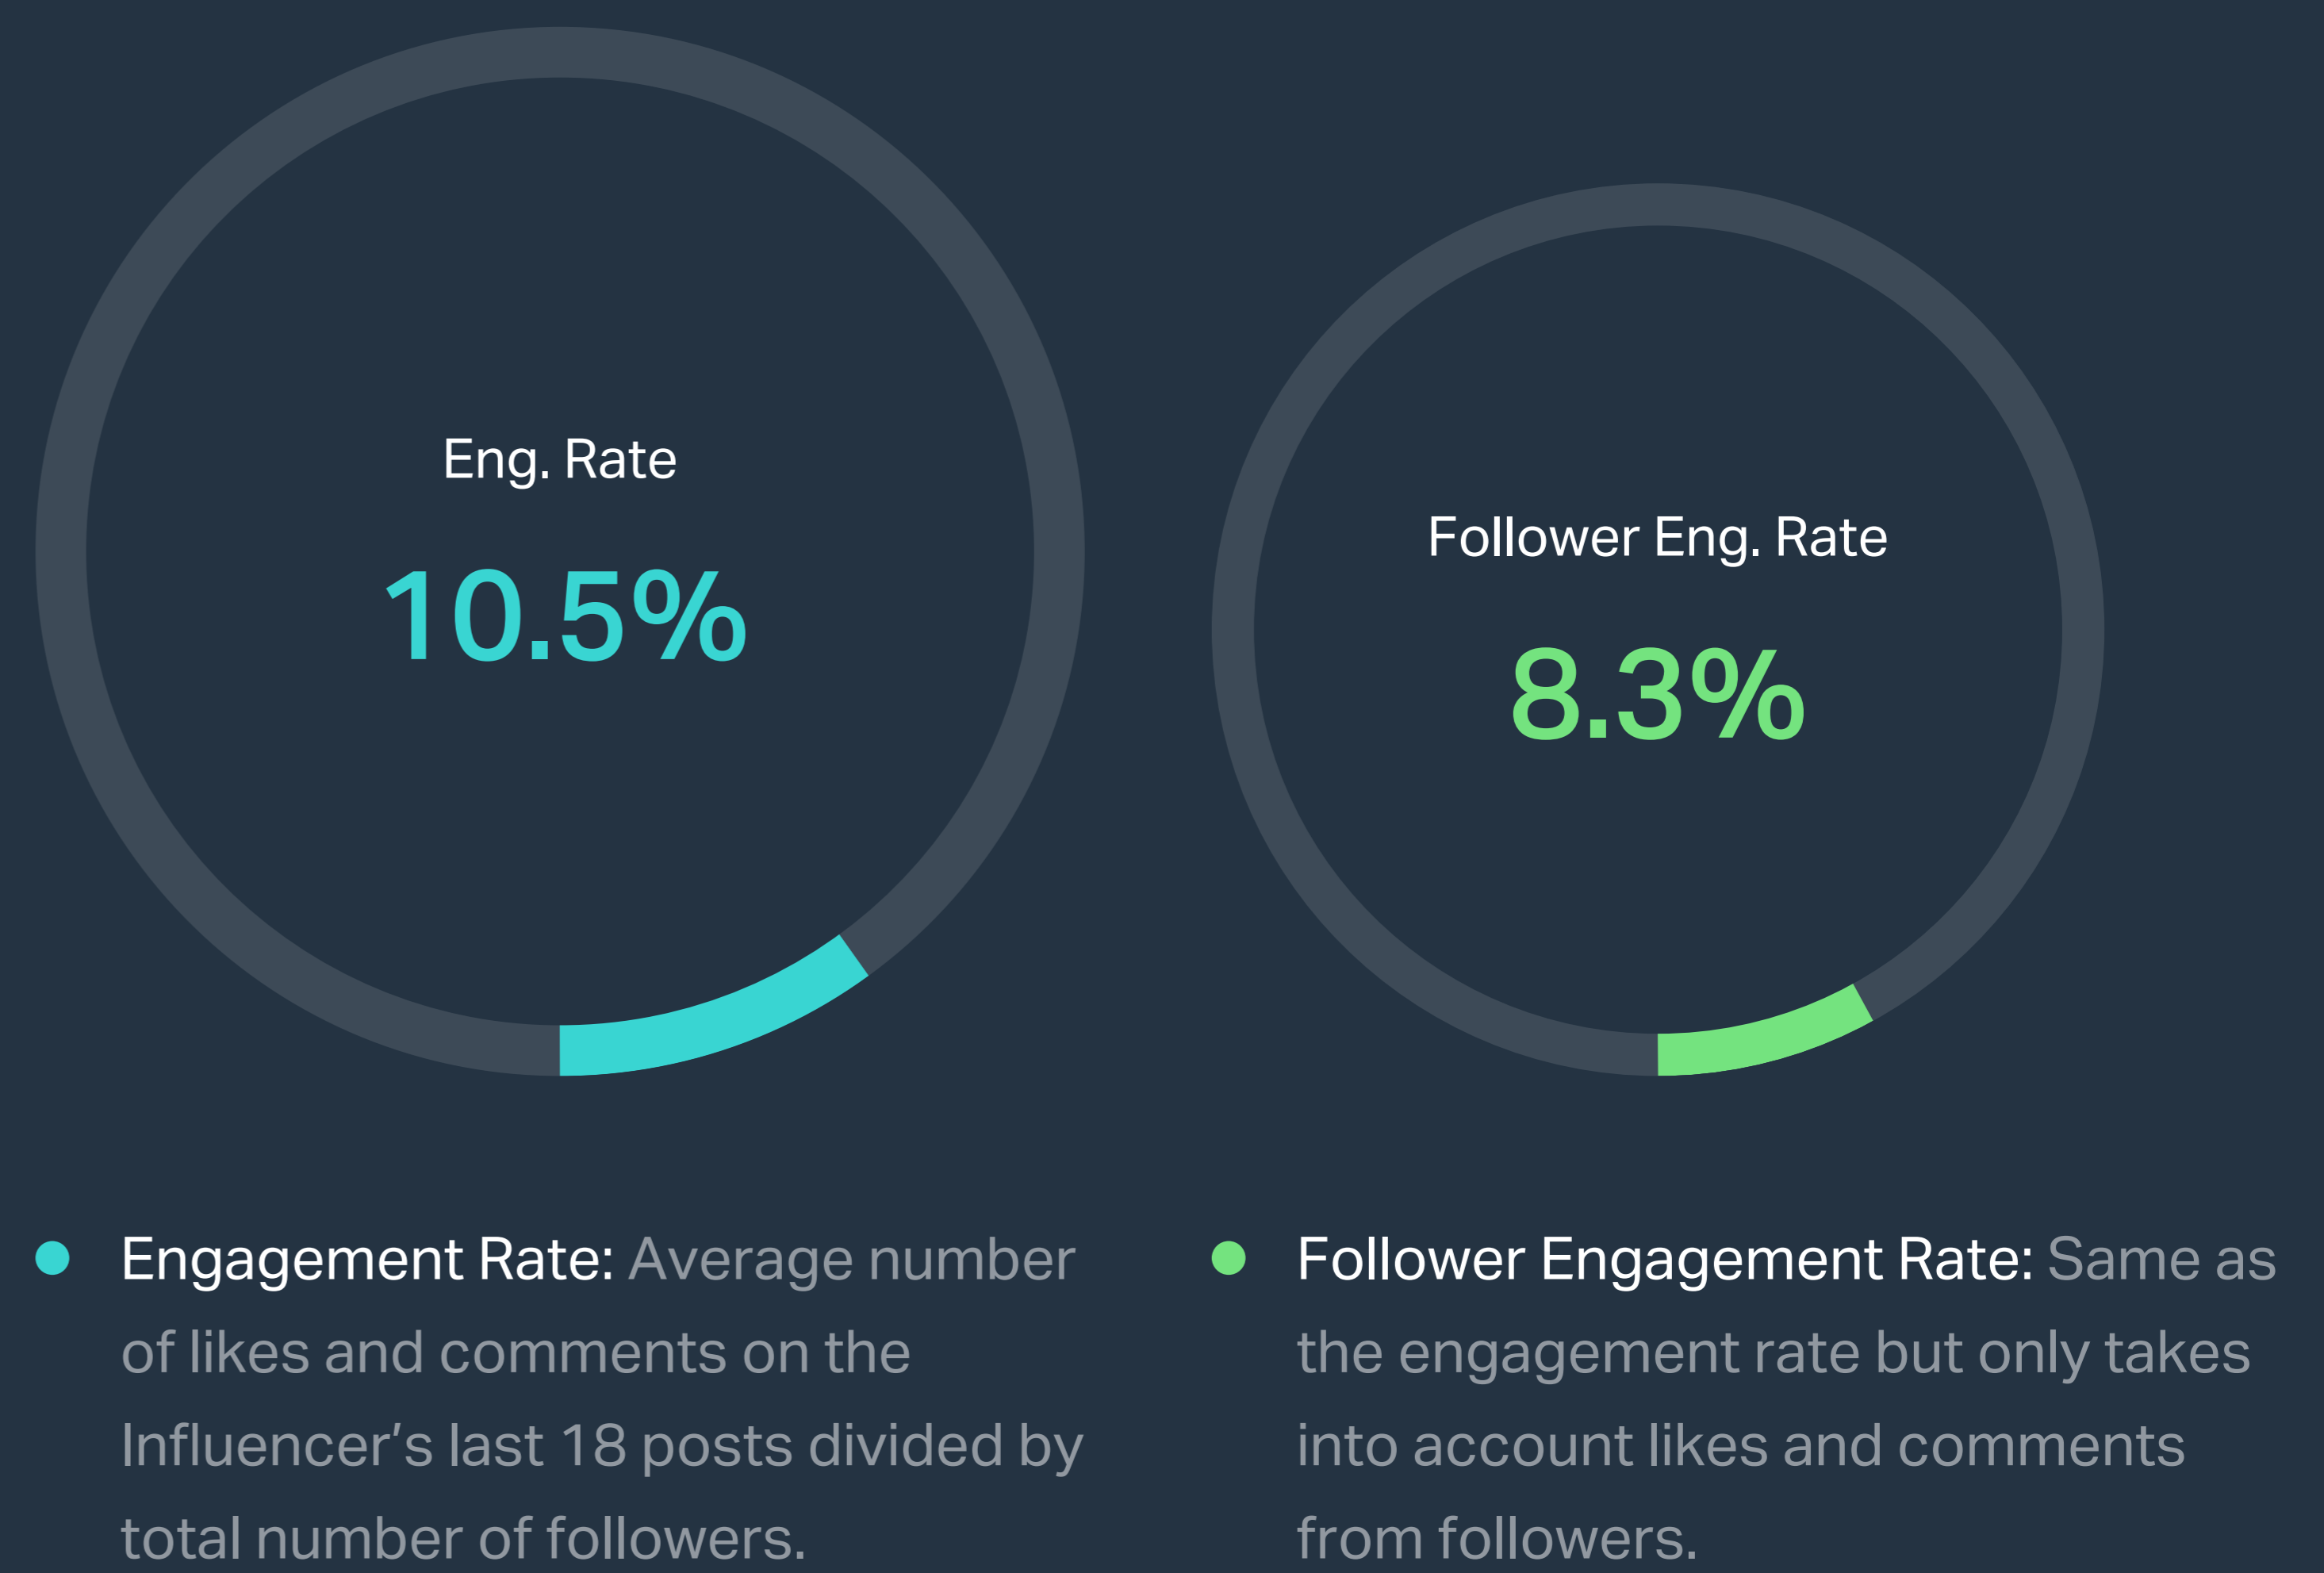 Eng. Rate
10.5%
Follower Eng. Rate
8.3%
Engagement Rate: Average number
of likes and comments on the
Influencer’s last 18 posts divided by
total number of followers.
Follower Engagement Rate: Same as
the engagement rate but only takes
into account likes and comments
from followers.